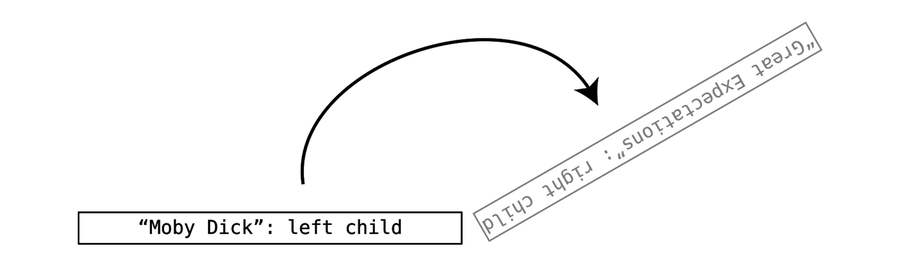 “Moby Dick”: left child
“Great Expectations”: right child